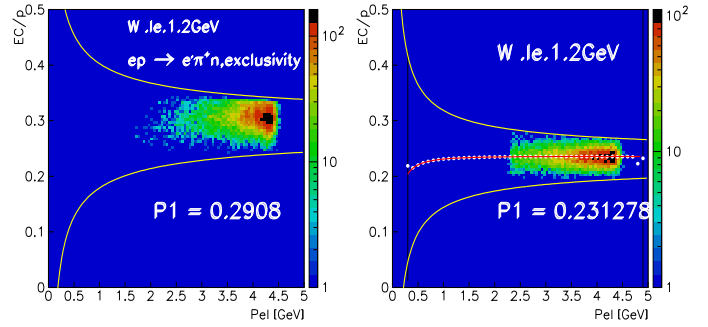 EC/p
W .le.1.2GeV
ep → e'π⁺n,exclusivity
P1 = 0.2908
0.5
0.4
0.3
0.2
0.1
0
0.5 1 1.5 2 2.5 3 3.5 4 4.5 5
Pel [GeV]
10²
10
1
EC/p
W .le.1.2GeV
P1 = 0.231278
0.5
0.4
0.3
0.2
0.1
0
0 0.5 1 1.5 2 2.5 3 3.5 4 4.5 5
Pel [GeV]
10²
10
1